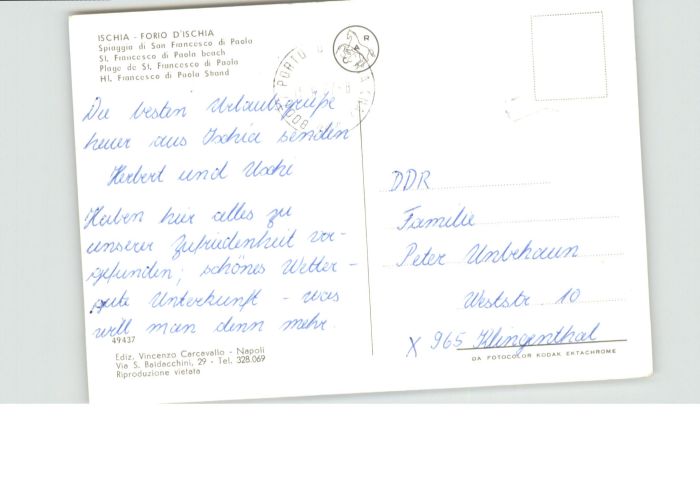 ISCHIA - FORIO D'ISCHIA
Spiaggia di San Francesco di Paola
St. Francesco di Paola beach
Plage de St. Francesco di Paola
Hl. Francesco di Paola Strand
PORTO
Die besten Urlaubsgrüße
heuer aus Ischia senden
Herbert und Uschi
Haben hier alles zu
unserer Zufriedenheit vor-
gefunden; schönes Wetter -
gute Unterkunft - was
will man denn mehr.
49437
Ediz. Vincenzo Carcavallo - Napoli
Via S. Baldacchini, 29 - Tel. 328.069
Riproduzione vietata
DDR
Familie
Peter Unbehaun
Weststr 10
X 965 Klingenthal
DA FOTOCOLOR KODAK EKTACHROME